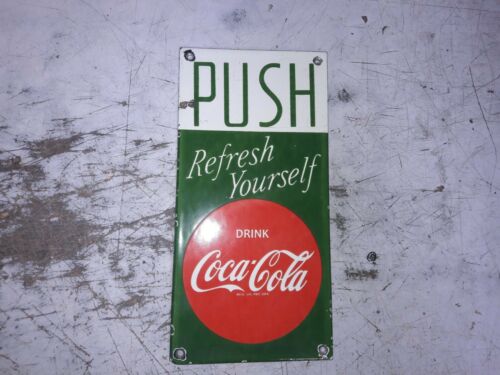 PUSH
Refresh
Yourself
DRINK
Coca-Cola